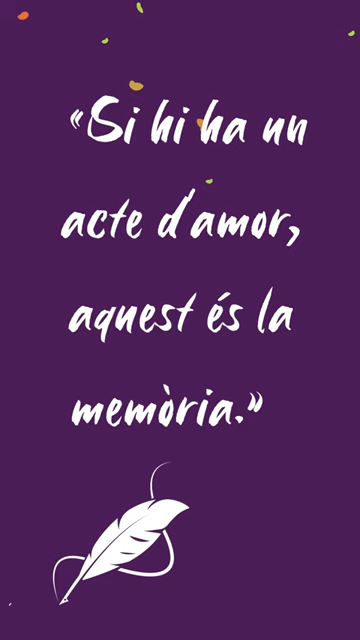 «Si hi ha un
acte d'amor,
aquest és la
memòria.»